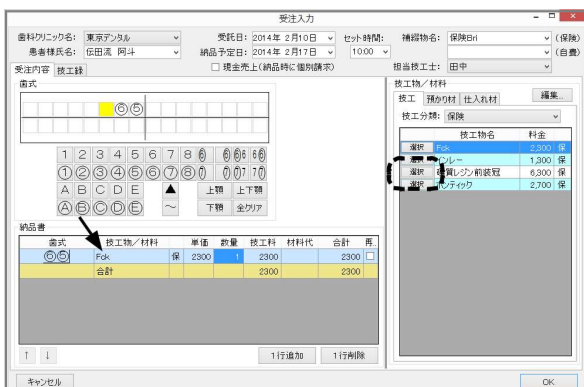 受注入力
歯科クリニック名: 東京デンタル 受託日: 2014年 2月10日 セット時間: 補綴物名: 保険Bri (保険)
患者様氏名: 伝田流 阿斗 納品予定日: 2014年 2月17日 10:00 (自費)
現金売上(納品時に個別請求) 担当技工士: 田中
受注内容 技工録 技工物/材料
歯式 技工 預かり材 仕入れ材 編集...
技工分類: 保険
⑥⑤
技工物名 料金
選択 Fck 2,300 保
選択 インレー 1,300 保
選択 硬質レジン前装冠 6,300 保
選択 ポンティック 2,700 保
1 2 3 4 5 6 7 8
① ② ③ ④ ⑤ ⑥ ⑦ ⑧
A B C D E ▲ 上顎 上下顎
Ⓐ Ⓑ Ⓒ Ⓓ Ⓔ ~ 下顎 全クリア
納品書
歯式 技工物/材料 単価 数量 技工料 材料代 合計 再..
⑥⑤ Fck 保 2300 1 2300 2300
合計 2300 2300
↑ ↓ 1行追加 1行削除
キャンセル OK